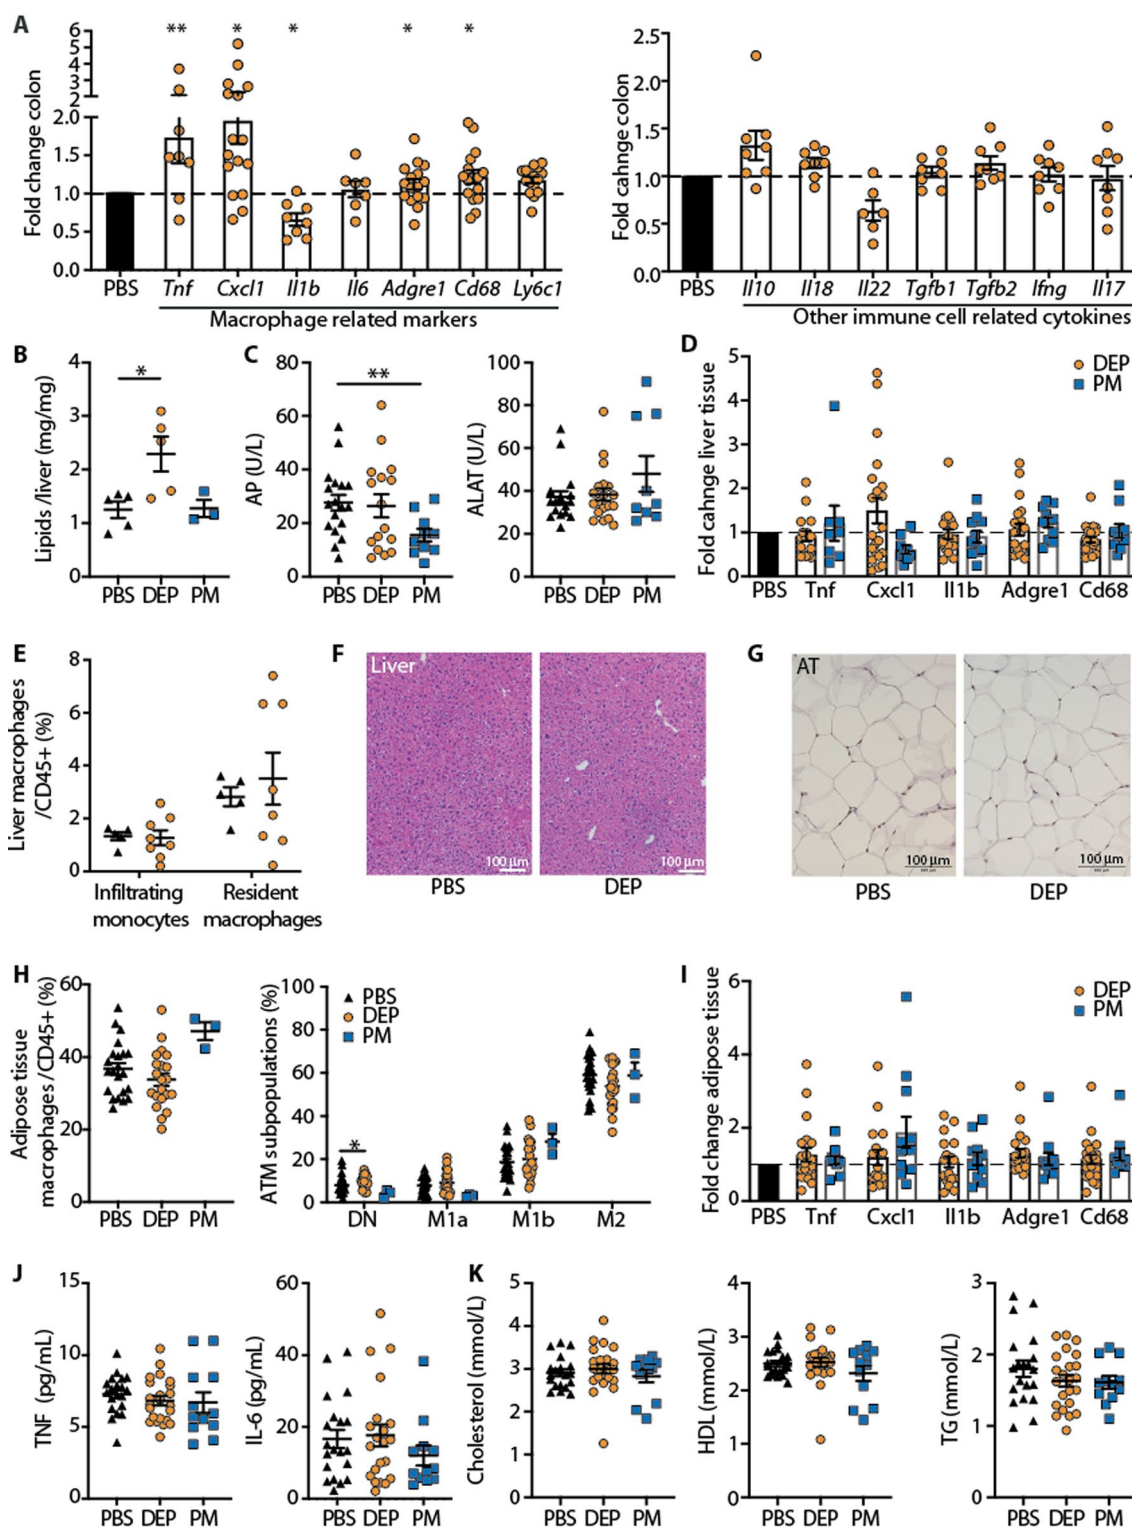 A
Fold change colon
6
5
4
3
2
2.0
1.5
1.0
0.5
0.0
** * * * *
PBS Tnf Cxcl1 Il1b Il6 Adgre1 Cd68 Ly6c1
Macrophage related markers
Fold cahnge colon
2.5
2.0
1.5
1.0
0.5
0.0
PBS Il10 Il18 Il22 Tgfb1 Tgfb2 Ifng Il17
Other immune cell related cytokines
B
Lipids /liver (mg/mg)
4
3
2
1
0
*
PBS DEP PM
C
AP (U/L)
80
60
40
20
0
**
PBS DEP PM
ALAT (U/L)
100
80
60
40
20
0
PBS DEP PM
D
Fold cahnge liver tissue
5
4
3
2
1
0
DEP
PM
PBS Tnf Cxcl1 Il1b Adgre1 Cd68
E
Liver macrophages
/CD45+ (%)
8
6
4
2
0
Infiltrating
monocytes
Resident
macrophages
F
Liver
100 µm
PBS
100 µm
DEP
G
AT
100 µm
PBS
100 µm
DEP
H
Adipose tissue
macrophages /CD45+ (%)
60
40
20
0
PBS DEP PM
ATM subpopulations (%)
100
80
60
40
20
0
PBS
DEP
PM
*
DN M1a M1b M2
I
Fold change adipose tissue
6
4
2
0
DEP
PM
PBS Tnf Cxcl1 Il1b Adgre1 Cd68
J
TNF (pg/mL)
15
10
5
0
PBS DEP PM
IL-6 (pg/mL)
60
40
20
0
PBS DEP PM
K
Cholesterol (mmol/L)
5
4
3
2
1
0
PBS DEP PM
HDL (mmol/L)
4
3
2
1
0
PBS DEP PM
TG (mmol/L)
3
2
1
0
PBS DEP PM